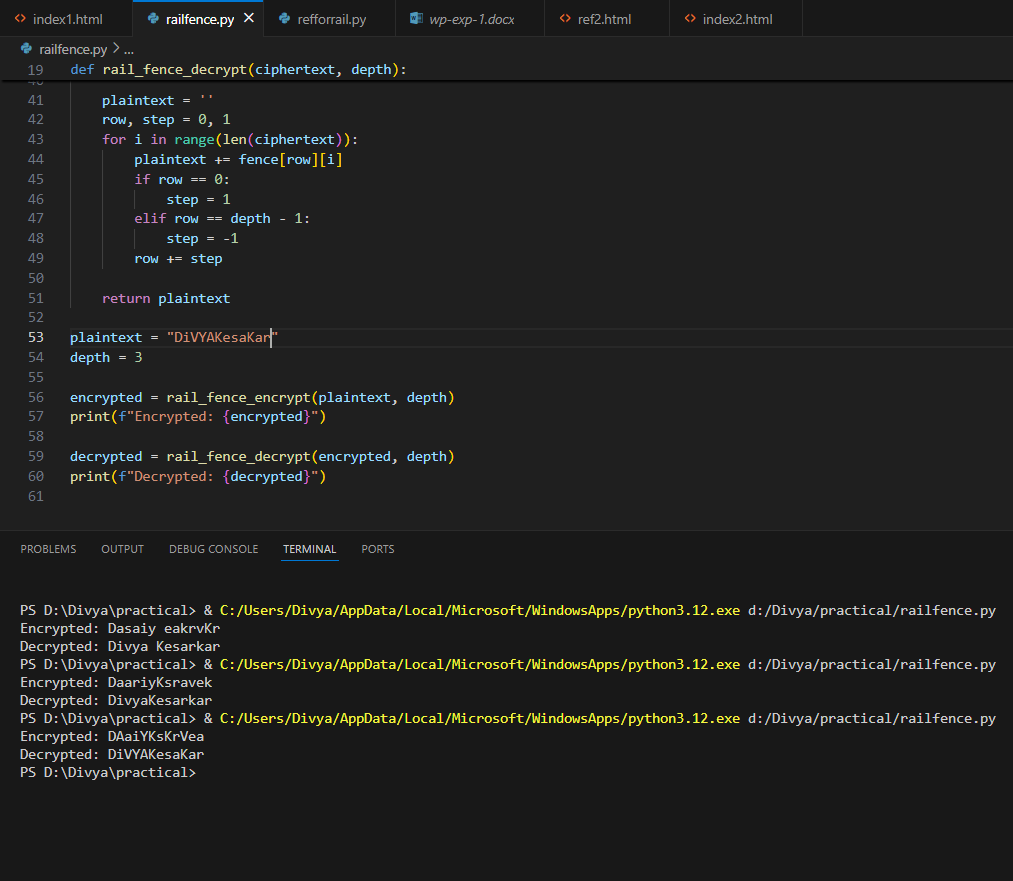 index1.html railfence.py refforrail.py wp-exp-1.docx ref2.html index2.html
railfence.py > ...
19 def rail_fence_decrypt(ciphertext, depth):
41 plaintext = ''
42 row, step = 0, 1
43 for i in range(len(ciphertext)):
44 plaintext += fence[row][i]
45 if row == 0:
46 step = 1
47 elif row == depth - 1:
48 step = -1
49 row += step
50
51 return plaintext
52
53 plaintext = "DiVYAKesaKar"
54 depth = 3
55
56 encrypted = rail_fence_encrypt(plaintext, depth)
57 print(f"Encrypted: {encrypted}")
58
59 decrypted = rail_fence_decrypt(encrypted, depth)
60 print(f"Decrypted: {decrypted}")
61
PROBLEMS OUTPUT DEBUG CONSOLE TERMINAL PORTS
PS D:\Divya\practical> & C:/Users/Divya/AppData/Local/Microsoft/WindowsApps/python3.12.exe d:/Divya/practical/railfence.py
Encrypted: Dasaiy eakrvKr
Decrypted: Divya Kesarkar
PS D:\Divya\practical> & C:/Users/Divya/AppData/Local/Microsoft/WindowsApps/python3.12.exe d:/Divya/practical/railfence.py
Encrypted: DaariyKsravek
Decrypted: DivyaKesarkar
PS D:\Divya\practical> & C:/Users/Divya/AppData/Local/Microsoft/WindowsApps/python3.12.exe d:/Divya/practical/railfence.py
Encrypted: DAaiYKsKrVea
Decrypted: DiVYAKesaKar
PS D:\Divya\practical>